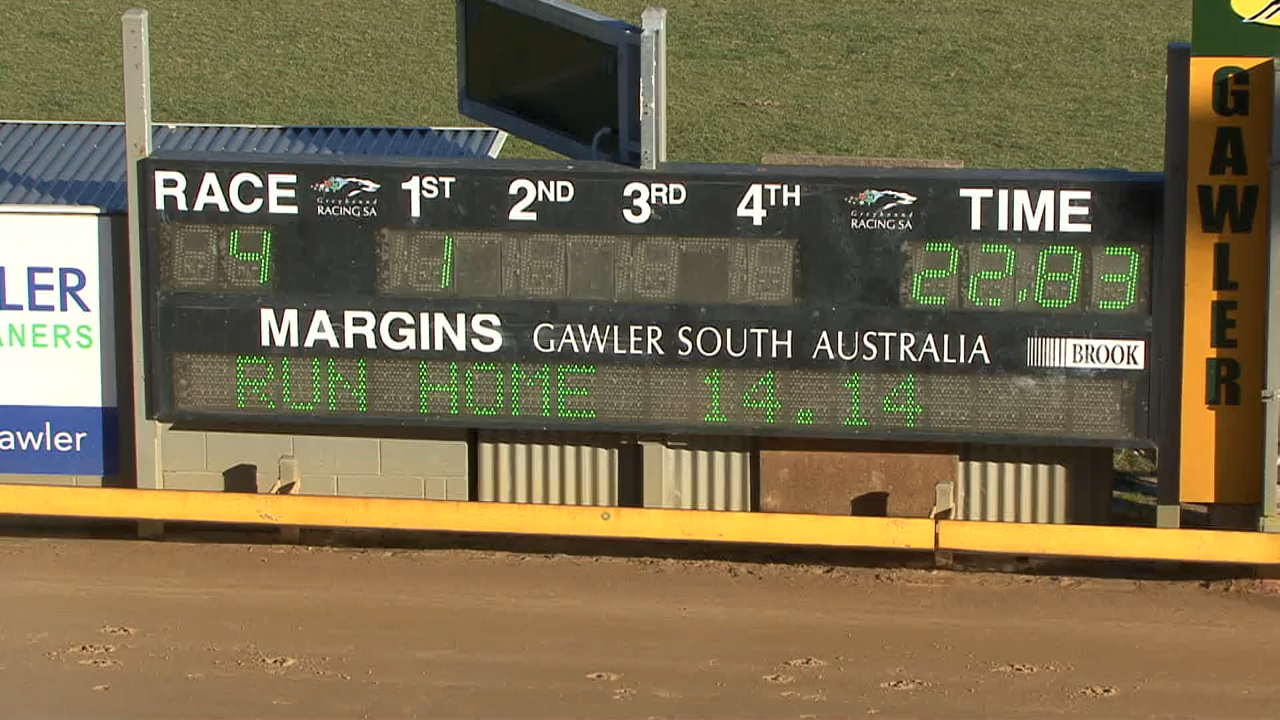 RACE Greyhound RACING SA 1ST 2ND 3RD 4TH Greyhound RACING SA TIME
4 1 22.83
MARGINS GAWLER SOUTH AUSTRALIA BROOK
RUN HOME 14.14
LER
ANERS
awler
GAWLER